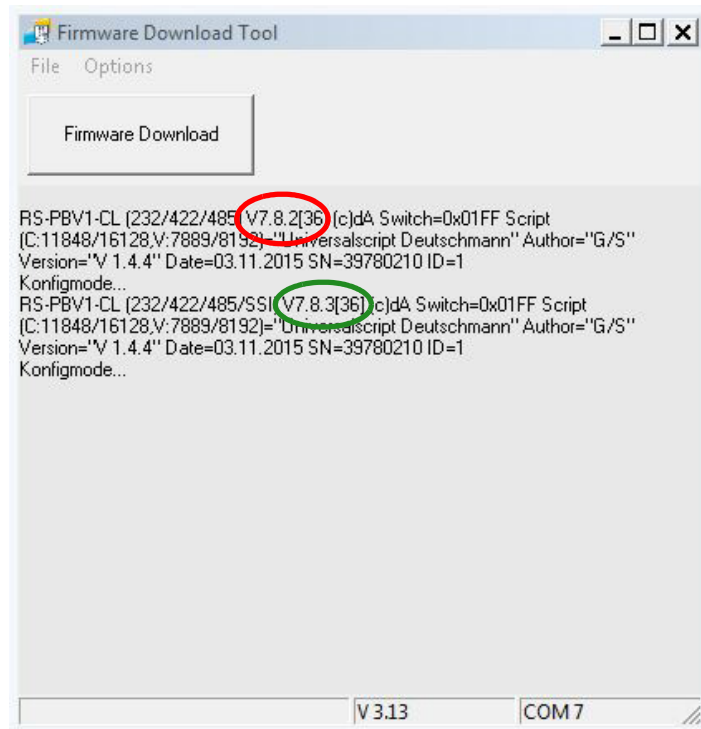 Firmware Download Tool
File Options
Firmware Download
RS-PBV1-CL (232/422/485) V7.8.2[36] (c)dA Switch=0x01FF Script
(C:11848/16128,V:7889/8192)="Universalscript Deutschmann" Author="G/S"
Version="V 1.4.4" Date=03.11.2015 SN=39780210 ID=1
Konfigmode...
RS-PBV1-CL (232/422/485/SSI) V7.8.3[36] (c)dA Switch=0x01FF Script
(C:11848/16128,V:7889/8192)="Universalscript Deutschmann" Author="G/S"
Version="V 1.4.4" Date=03.11.2015 SN=39780210 ID=1
Konfigmode...
V 3.13 COM 7